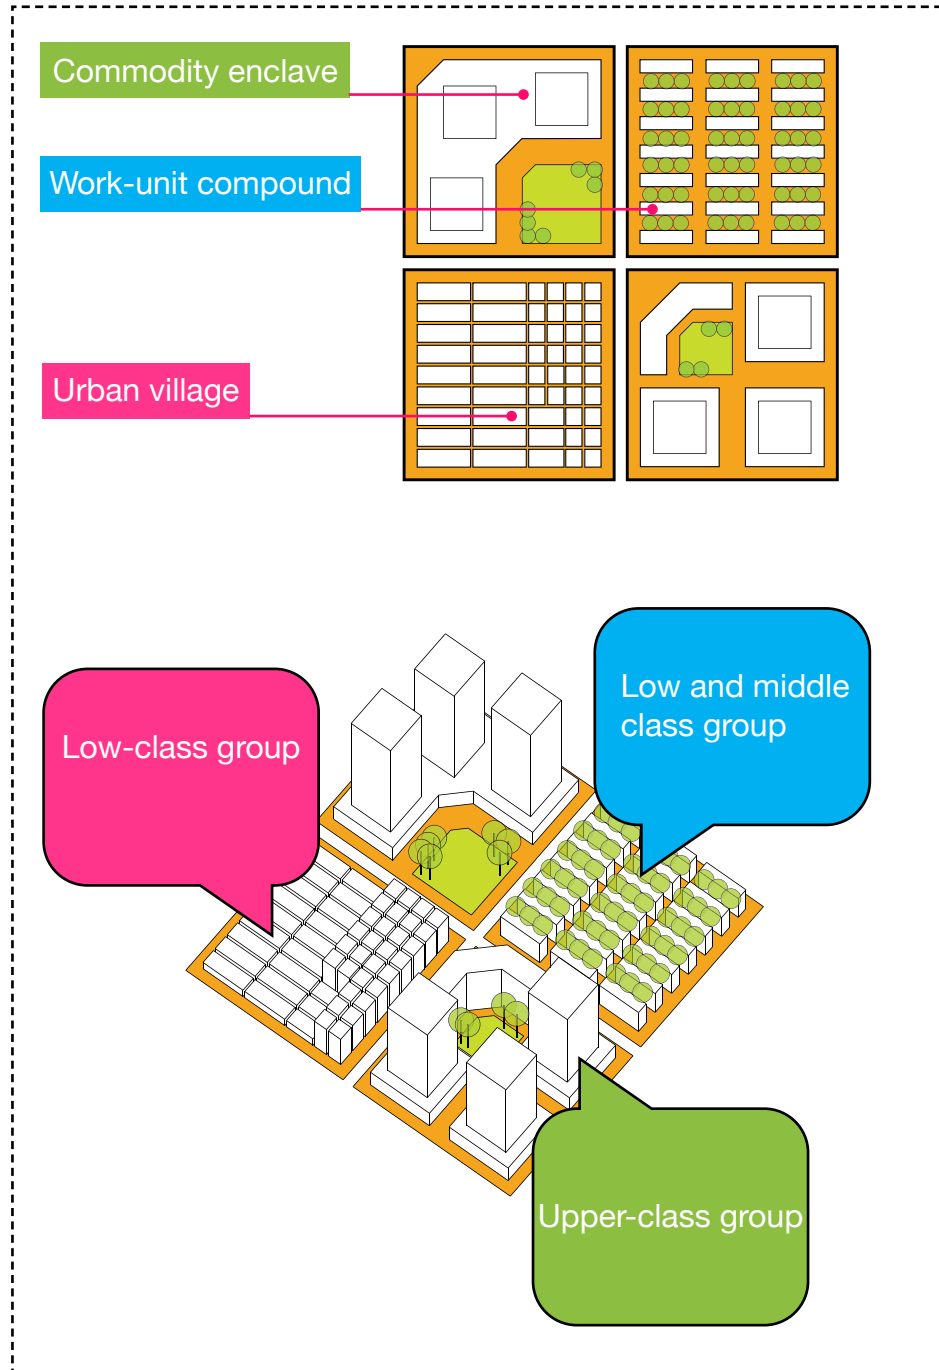 Commodity enclave
Work-unit compound
Urban village
Low and middle
class group
Low-class group
Upper-class group